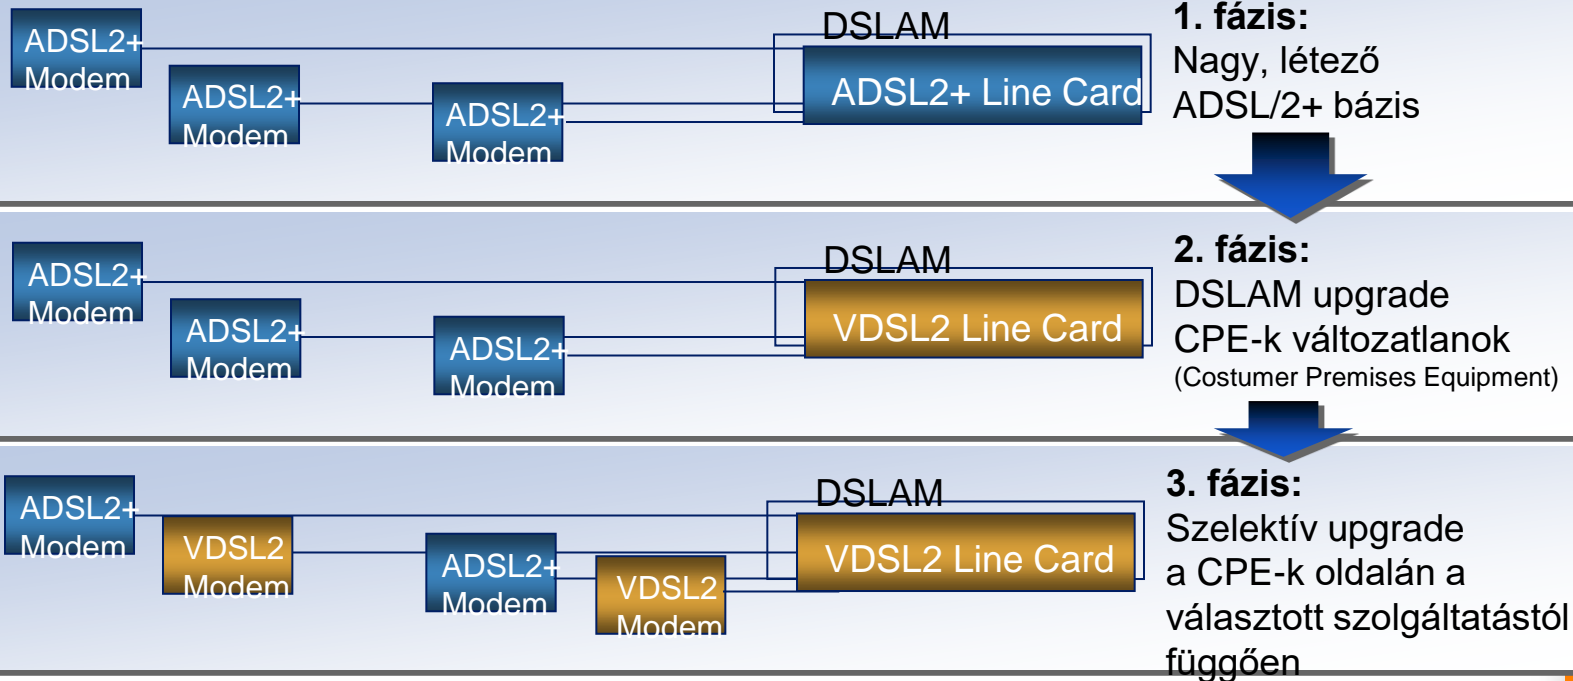 ADSL2+
Modem
ADSL2+
Modem
ADSL2+
Modem
DSLAM
ADSL2+ Line Card
1. fázis:
Nagy, létező
ADSL/2+ bázis
ADSL2+
Modem
ADSL2+
Modem
ADSL2+
Modem
DSLAM
VDSL2 Line Card
2. fázis:
DSLAM upgrade
CPE-k változatlanok
(Costumer Premises Equipment)
ADSL2+
Modem
VDSL2
Modem
ADSL2+
Modem
VDSL2
Modem
DSLAM
VDSL2 Line Card
3. fázis:
Szelektív upgrade
a CPE-k oldalán a
választott szolgáltatástól
függően